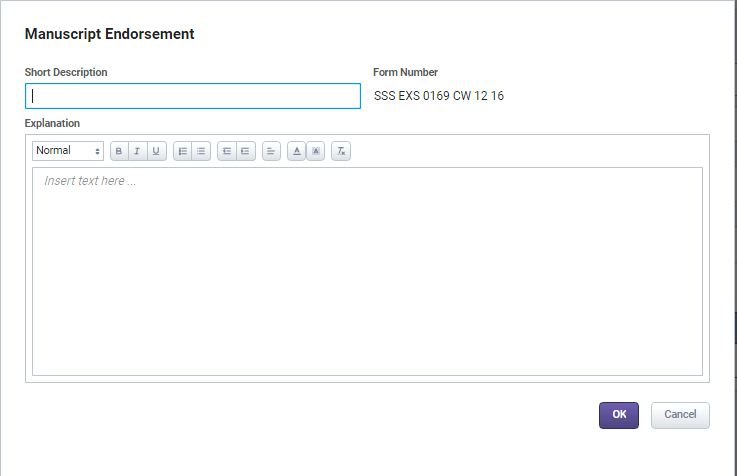 Manuscript Endorsement
Short Description
Form Number
SSS EXS 0169 CW 12 16
Explanation
Normal B I U A A Tx
Insert text here ...
OK Cancel